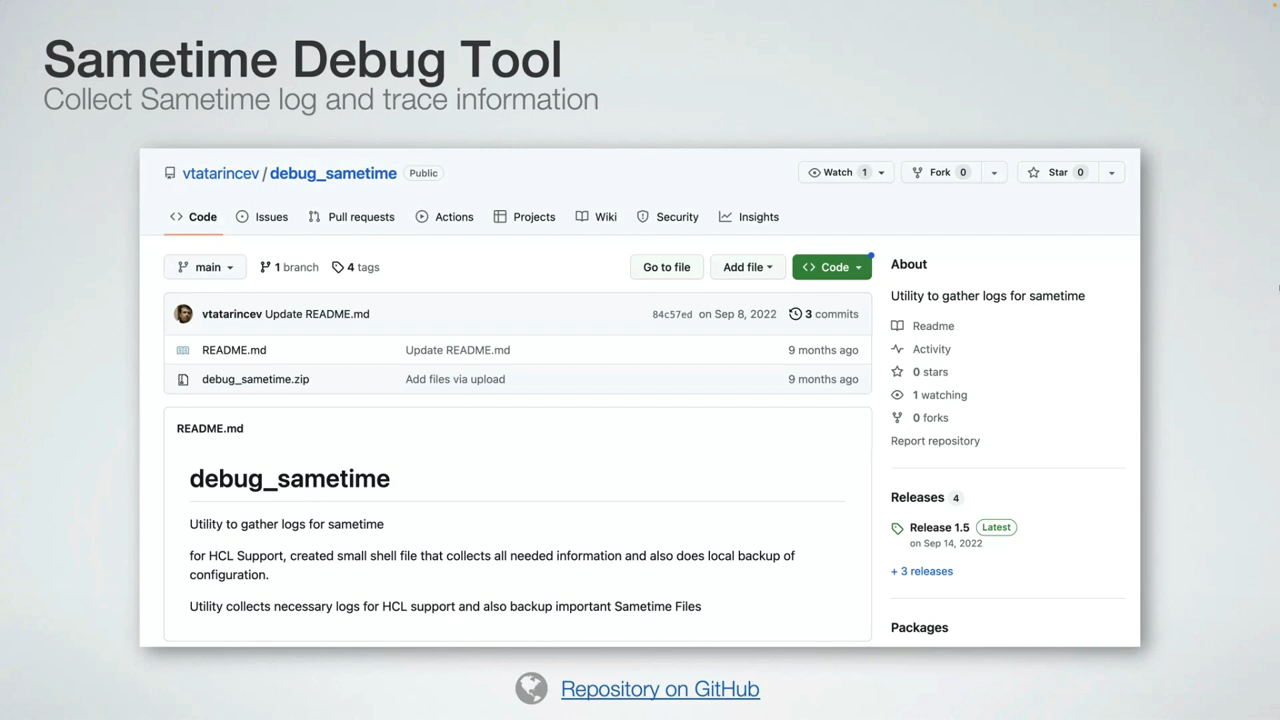 Sametime Debug Tool
Collect Sametime log and trace information
vtatarincev / debug_sametime Public
Watch 1 Fork 0 Star 0
Code Issues Pull requests Actions Projects Wiki Security Insights
main 1 branch 4 tags Go to file Add file Code
vtatarincev Update README.md 84c57ed on Sep 8, 2022 3 commits
README.md Update README.md 9 months ago
debug_sametime.zip Add files via upload 9 months ago
README.md
debug_sametime
Utility to gather logs for sametime
for HCL Support, created small shell file that collects all needed information and also does local backup of
configuration.
Utility collects necessary logs for HCL support and also backup important Sametime Files
About
Utility to gather logs for sametime
Readme
Activity
0 stars
1 watching
0 forks
Report repository
Releases 4
Release 1.5 Latest
on Sep 14, 2022
+ 3 releases
Packages
Repository on GitHub